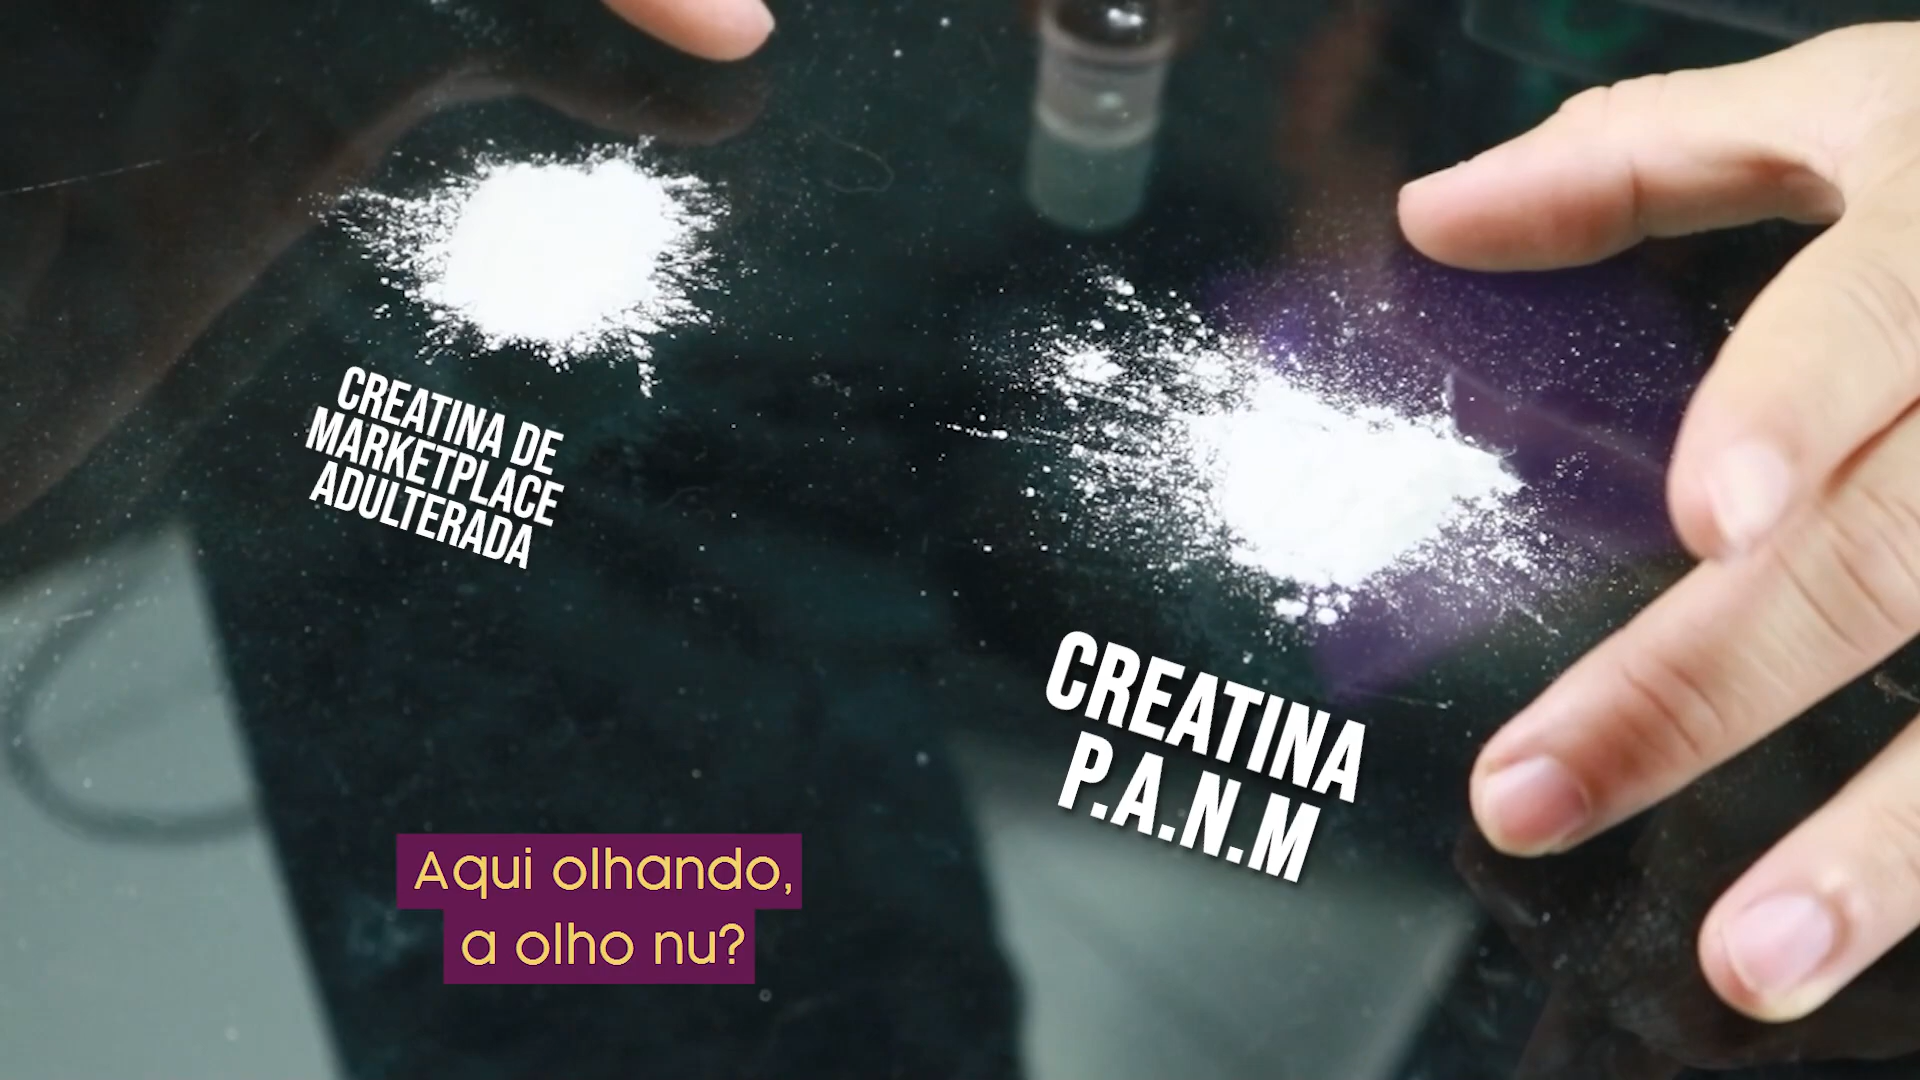 CREATINA DE
MARKETPLACE
ADULTERADA
CREATINA
P.A.N.M
Aqui olhando,
a olho nu?